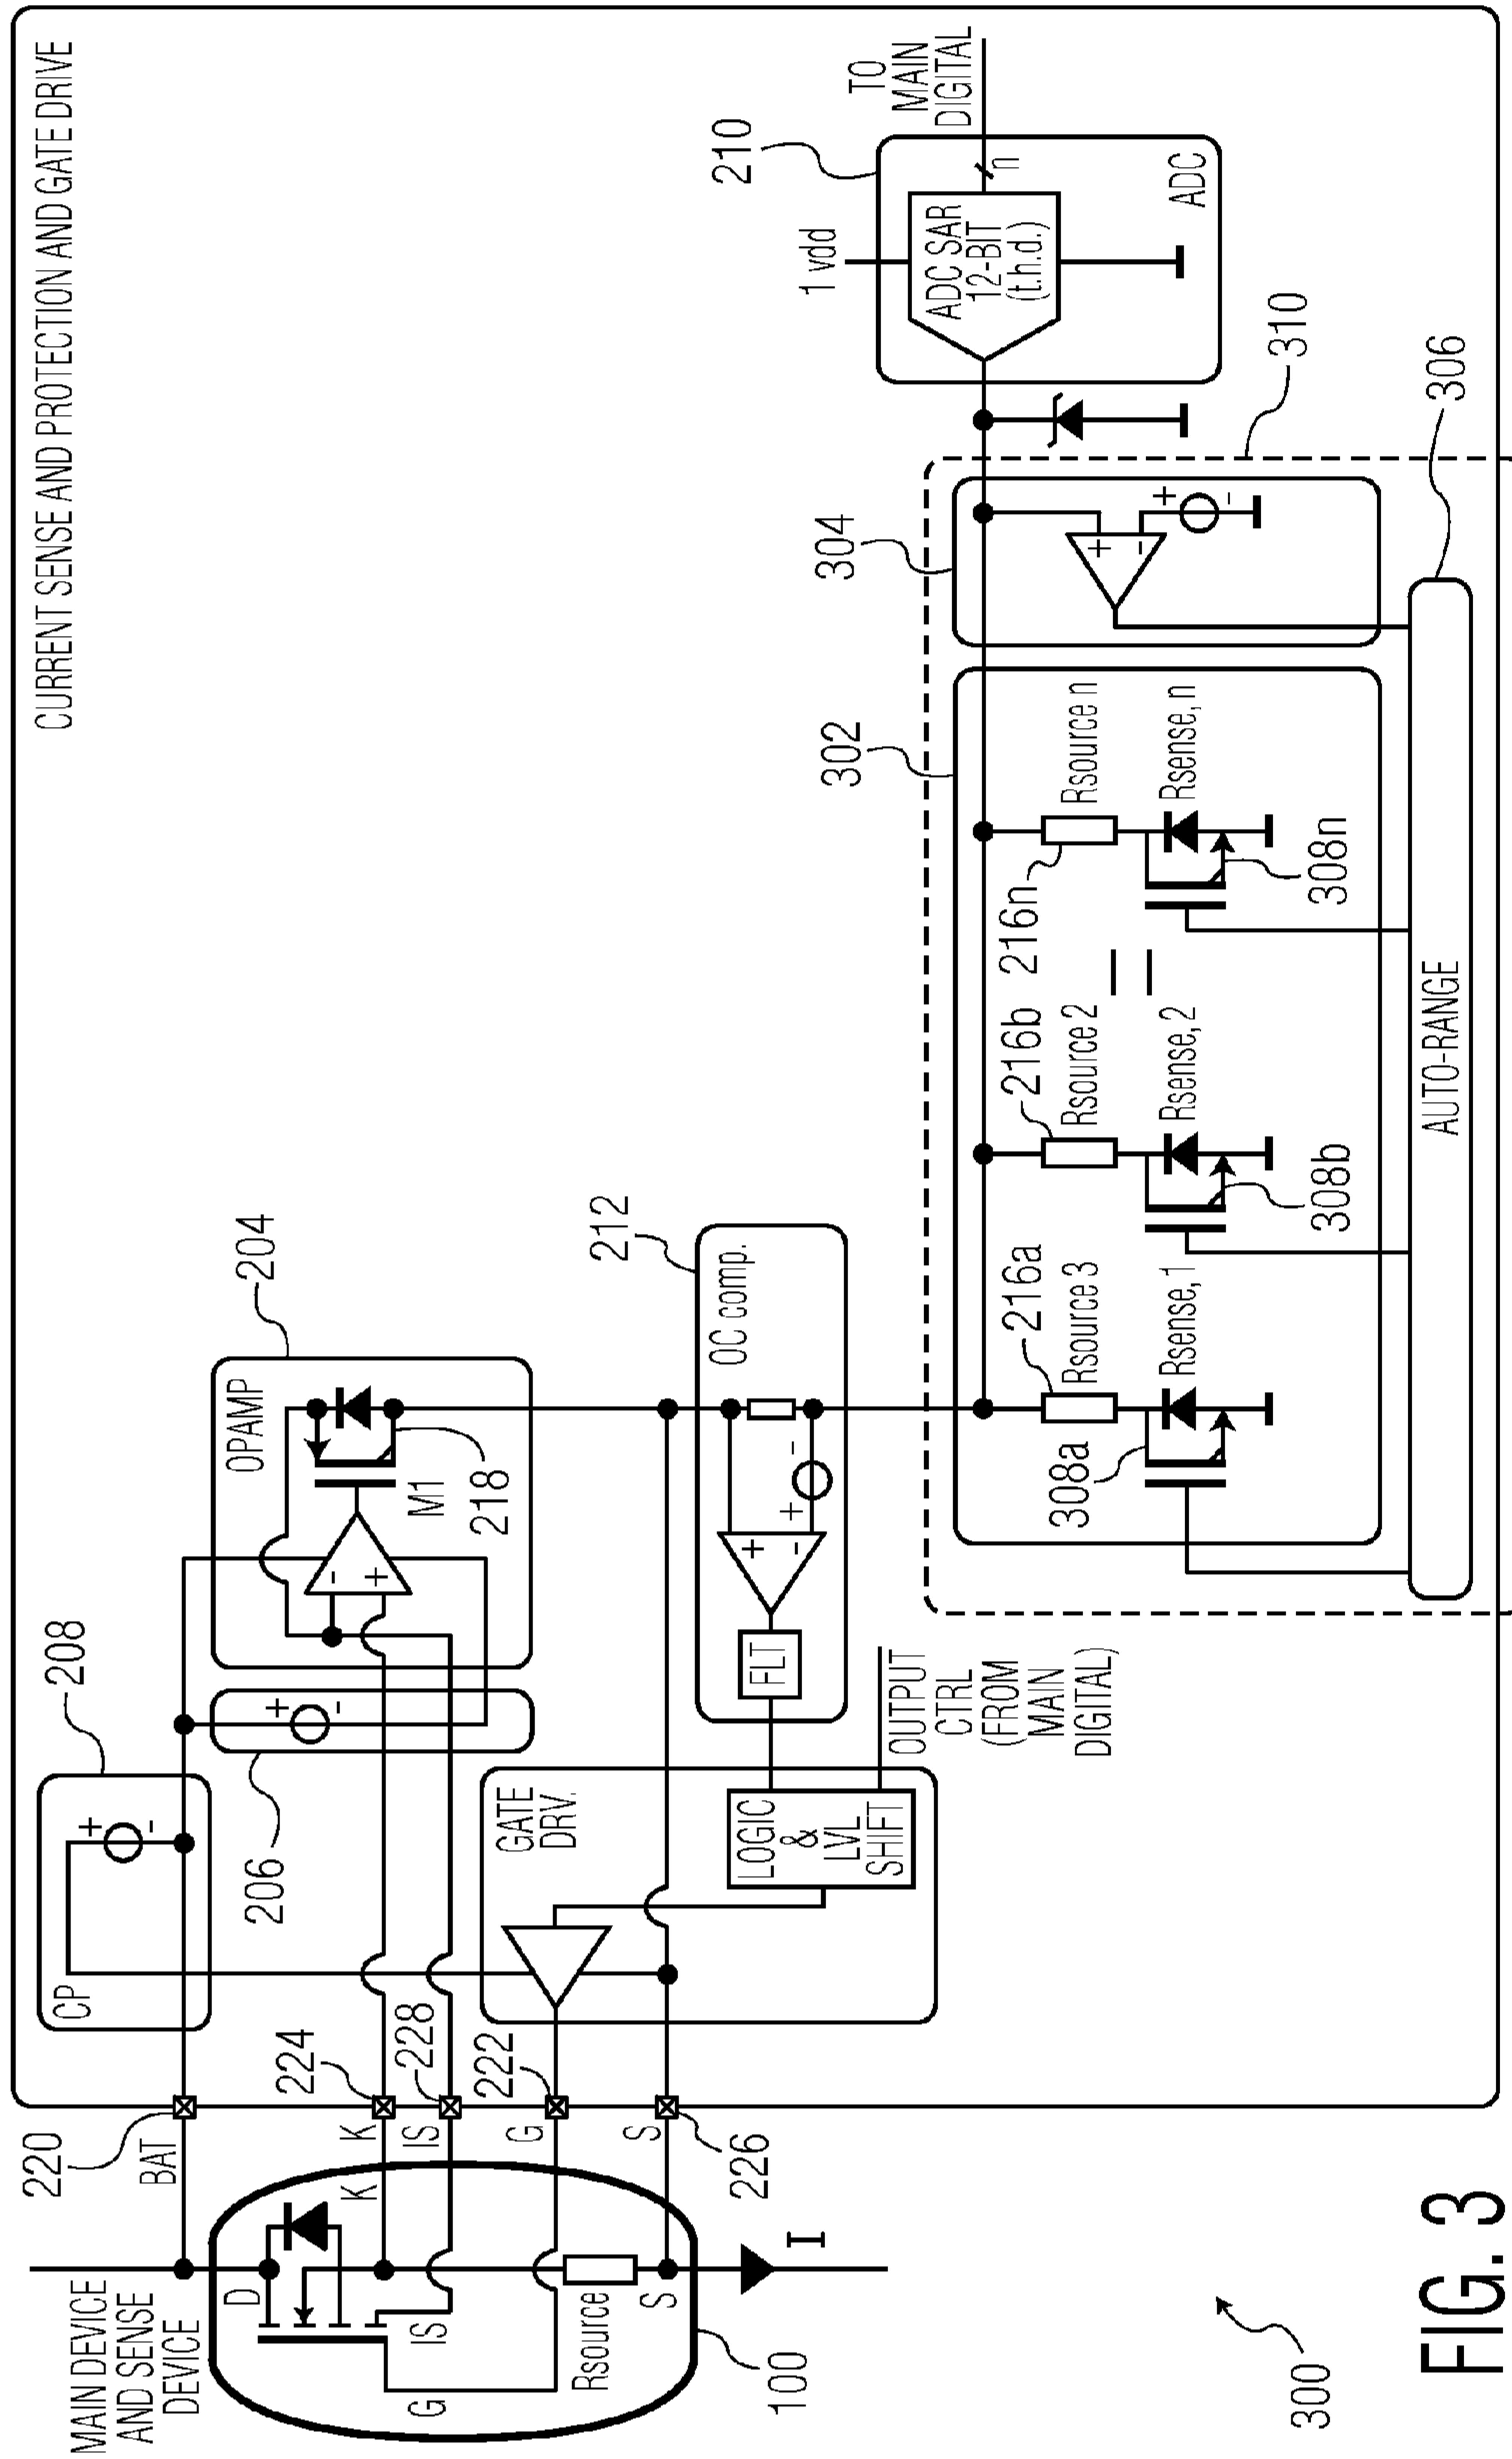 CURRENT SENSE AND PROTECTION AND GATE DRIVE
MAIN DEVICE
AND SENSE
DEVICE
D
K
IS
G
Rsource
S
I
100
220
BAT
K
IS
G
S
224
228
222
226
CP
+
-
208
206
+
-
OPAMP
-
+
M1
218
204
GATE
DRV.
LOGIC
&
LVL
SHIFT
OUTPUT
CTRL
(FROM
MAIN
DIGITAL)
FLT
+
-
+
-
OC comp.
212
302
216a
Rsource 3
Rsense, 1
308a
216b
Rsource 2
Rsense, 2
308b
216n
Rsource n
Rsense, n
308n
304
+
-
+
-
AUTO-RANGE
306
310
210
1 vdd
ADC SAR
12-BIT
(t.h.d.)
n
ADC
TO
MAIN
DIGITAL
300
FIG. 3